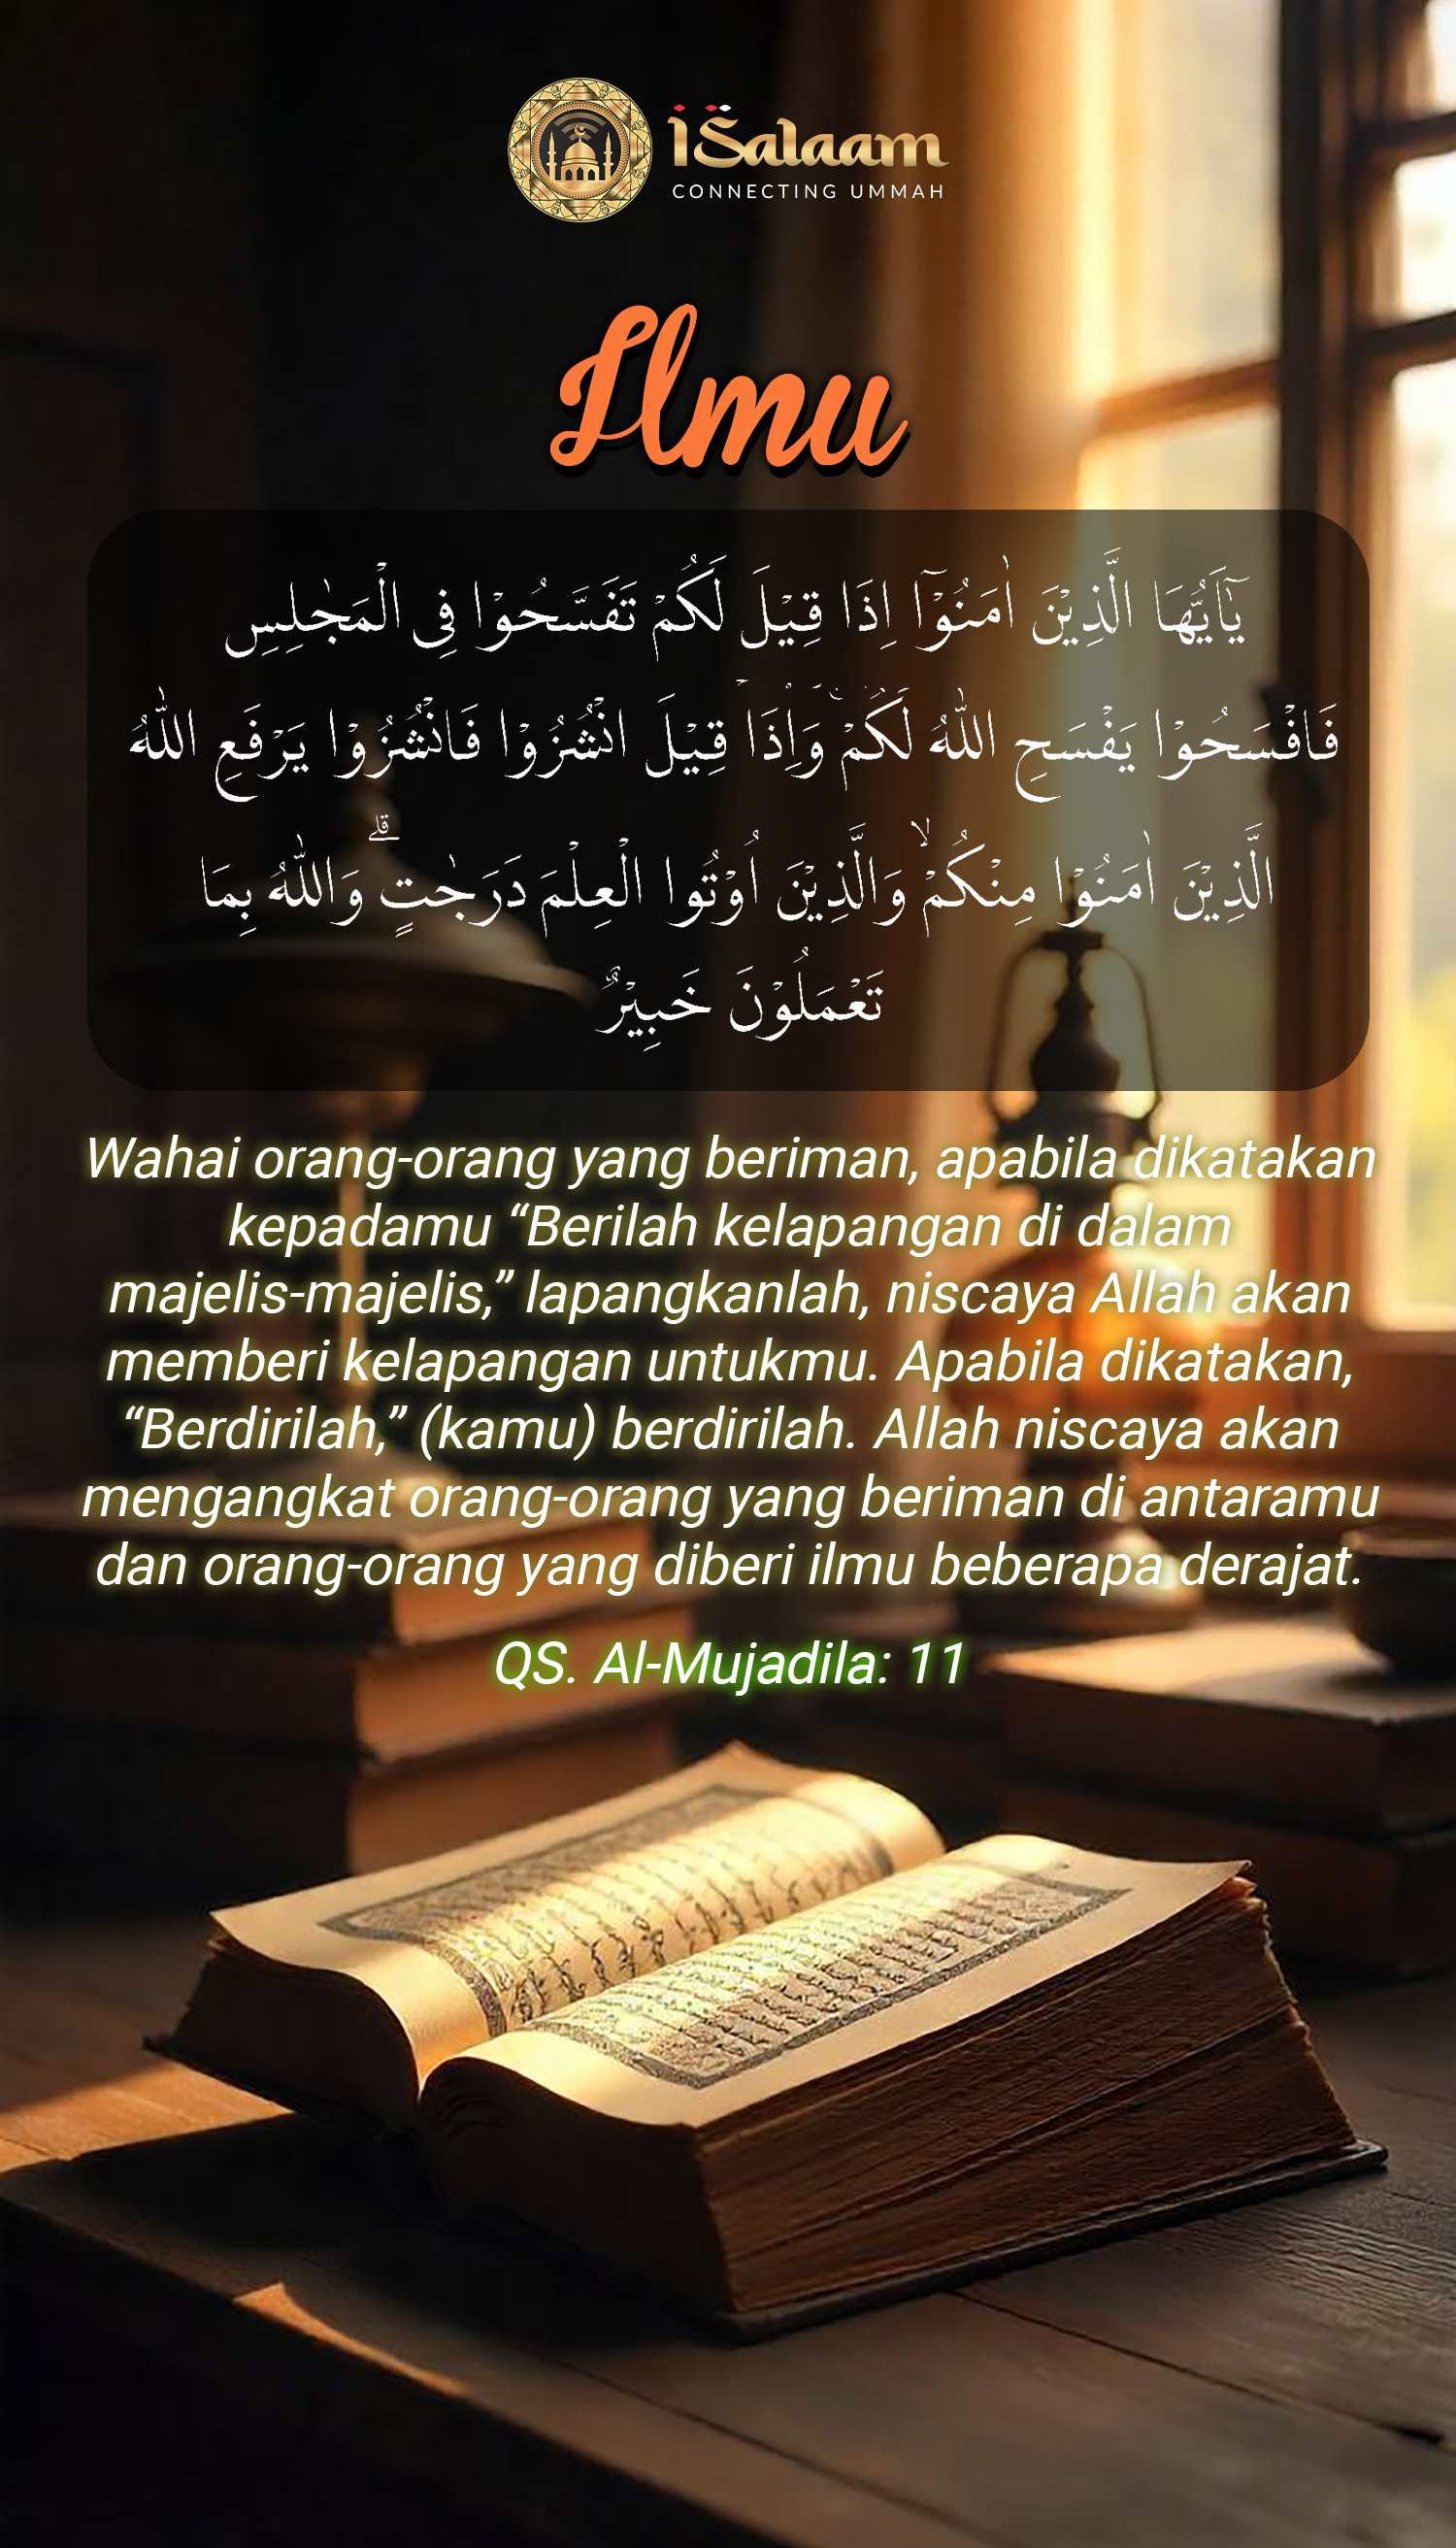 iSalaam
CONNECTING UMMAH
Ilmu
يٰٓاَيُّهَا الَّذِيْنَ اٰمَنُوْٓا اِذَا قِيْلَ لَكُمْ تَفَسَّحُوْا فِى الْمَجٰلِسِ
فَافْسَحُوْا يَفْسَحِ اللّٰهُ لَكُمْۚ وَاِذَا قِيْلَ انْشُزُوْا فَانْشُزُوْا يَرْفَعِ اللّٰهُ
الَّذِيْنَ اٰمَنُوْا مِنْكُمْۙ وَالَّذِيْنَ اُوْتُوا الْعِلْمَ دَرَجٰتٍۗ وَاللّٰهُ بِمَا
تَعْمَلُوْنَ خَبِيْرٌ
Wahai orang-orang yang beriman, apabila dikatakan
kepadamu “Berilah kelapangan di dalam
majelis-majelis,” lapangkanlah, niscaya Allah akan
memberi kelapangan untukmu. Apabila dikatakan,
“Berdirilah,” (kamu) berdirilah. Allah niscaya akan
mengangkat orang-orang yang beriman di antaramu
dan orang-orang yang diberi ilmu beberapa derajat.
QS. Al-Mujadila: 11